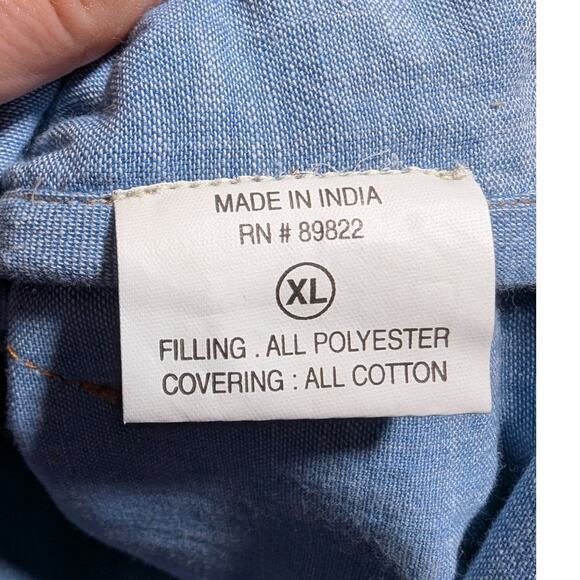 MADE IN INDIA
RN # 89822
XL
FILLING . ALL POLYESTER
COVERING : ALL COTTON